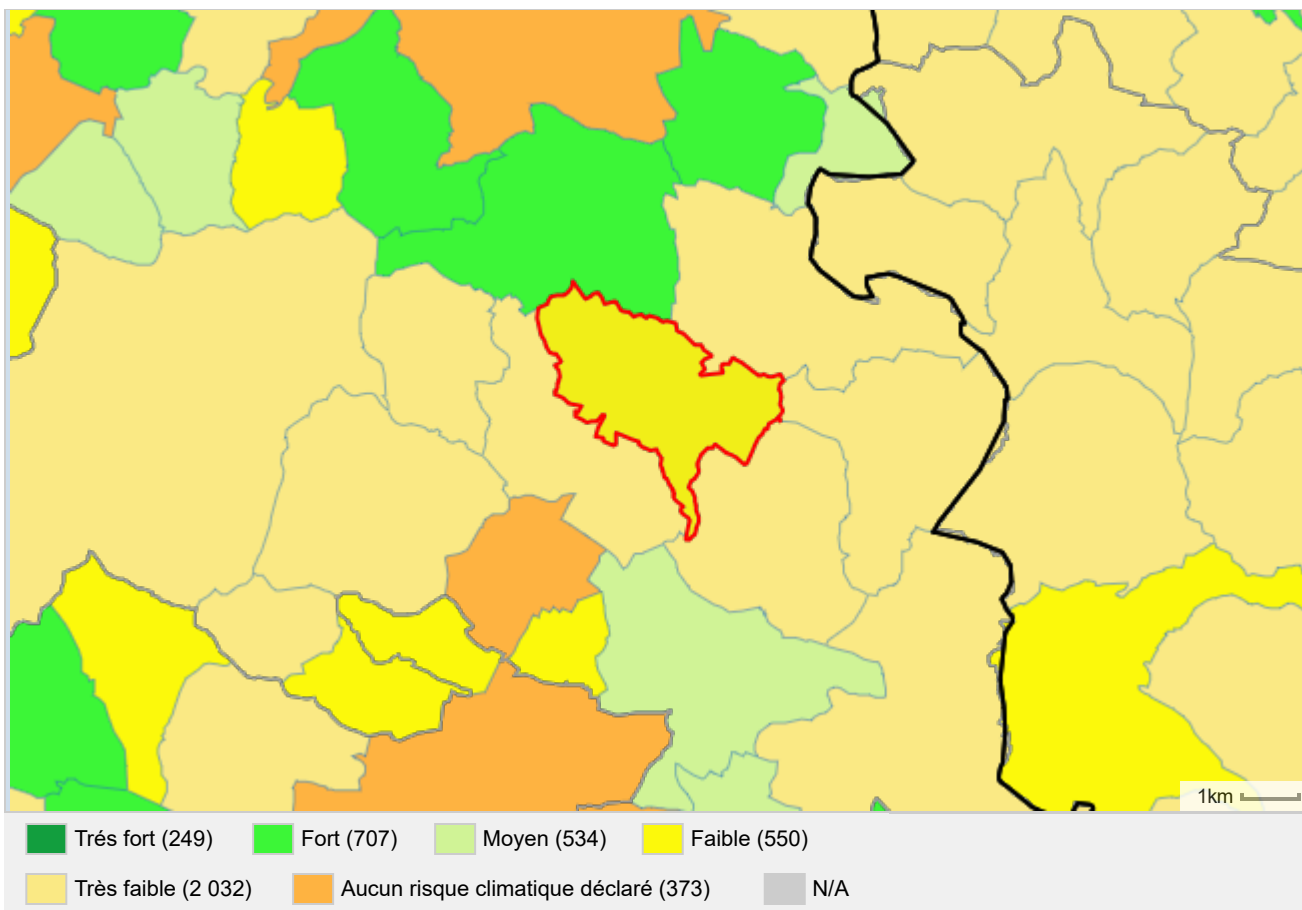 1km
Trés fort (249) Fort (707) Moyen (534) Faible (550)
Très faible (2 032) Aucun risque climatique déclaré (373) N/A